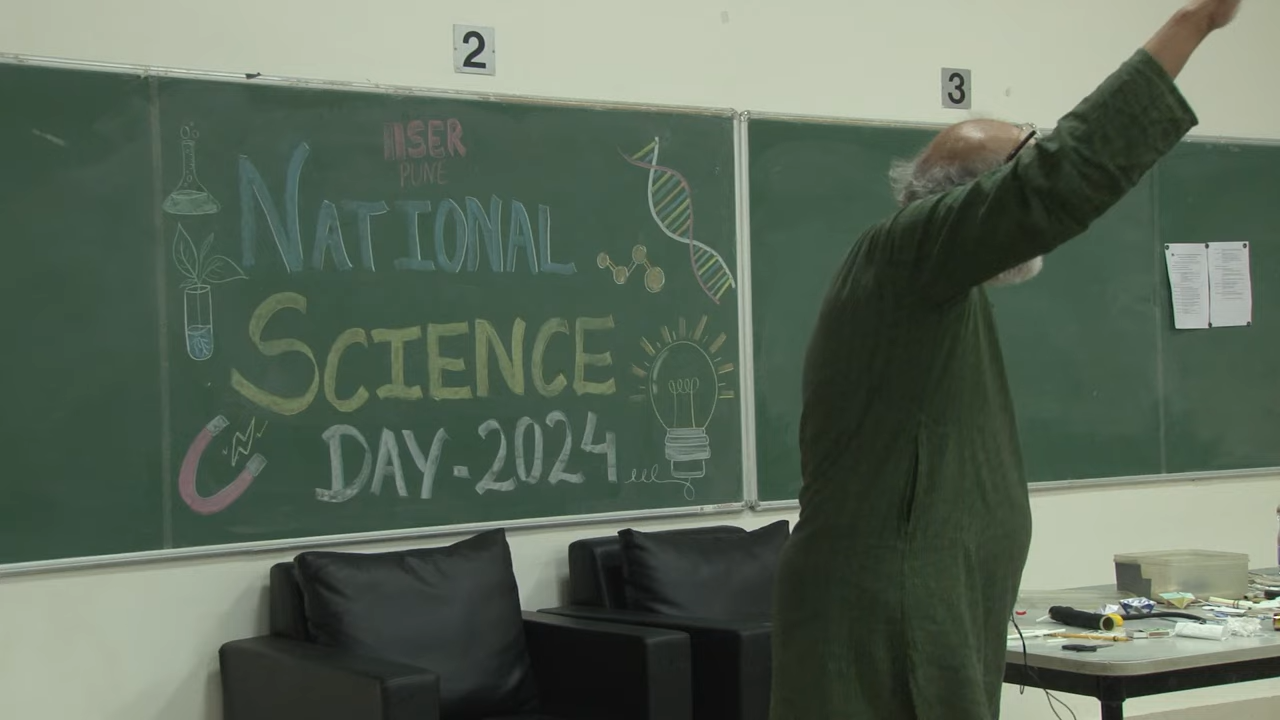 2
3
IISER
PUNE
NATIONAL
SCIENCE
DAY-2024